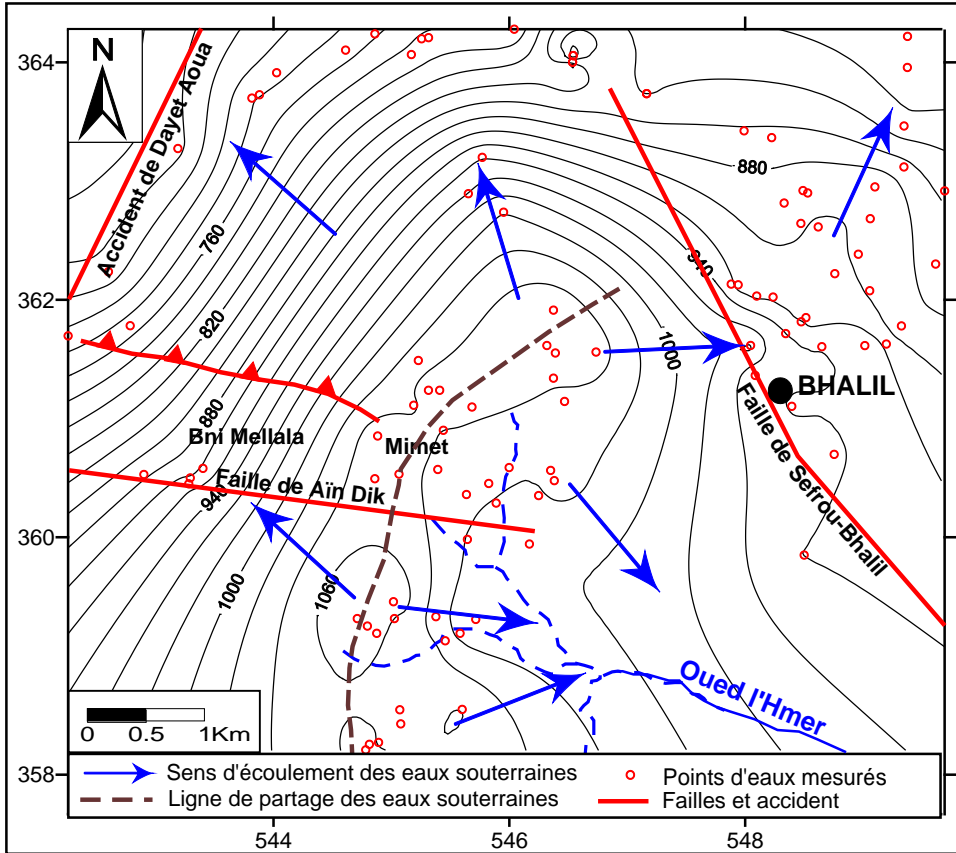 N
364
362
360
358
544
546
548
Accident de Dayet Aoua
760
820
880
940
1000
1060
880
940
1000
Bni Mellala
Mimet
Faille de Aïn Dik
BHALIL
Faille de Sefrou-Bhalil
Oued l'Hmer
0 0.5 1Km
Sens d'écoulement des eaux souterraines
Points d'eaux mesurés
Ligne de partage des eaux souterraines
Failles et accident